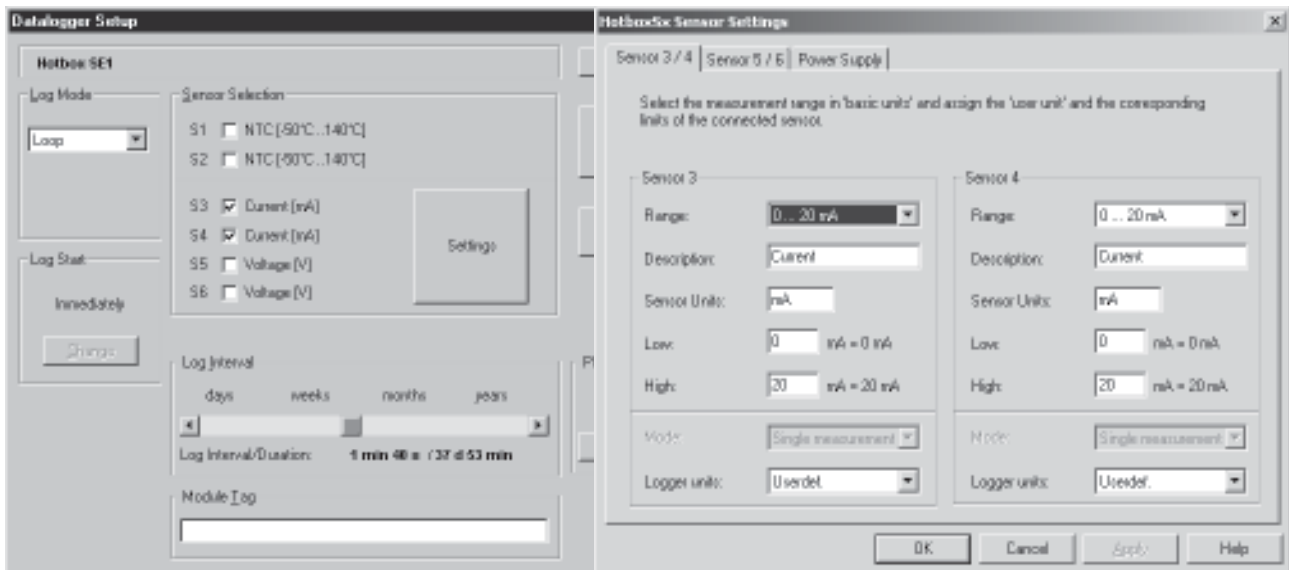 Datalogger Setup
Hotbox SE1
Log Mode
Loop
Sensor Selection
S1 NTC [-50°C..140°C]
S2 NTC [-50°C..140°C]
S3 Current [mA]
S4 Current [mA]
S5 Voltage [V]
S6 Voltage [V]
Settings
Log Start
Immediately
Change
Log Interval
days weeks months years
Log Interval/Duration: 1 min 40 s / 37 d 53 min
Module Tag
HotboxSx Sensor Settings
Sensor 3 / 4 Sensor 5 / 6 Power Supply
Select the measurement range in 'basic units' and assign the 'user unit' and the corresponding
limits of the connected sensor.
Sensor 3
Range: 0 ... 20 mA
Description: Current
Sensor Units: mA
Low: 0 mA = 0 mA
High: 20 mA = 20 mA
Mode: Single measurement
Logger units: Userdef.
Sensor 4
Range: 0 ... 20 mA
Description: Current
Sensor Units: mA
Low: 0 mA = 0 mA
High: 20 mA = 20 mA
Mode: Single measurement
Logger units: Userdef.
OK Cancel Apply Help